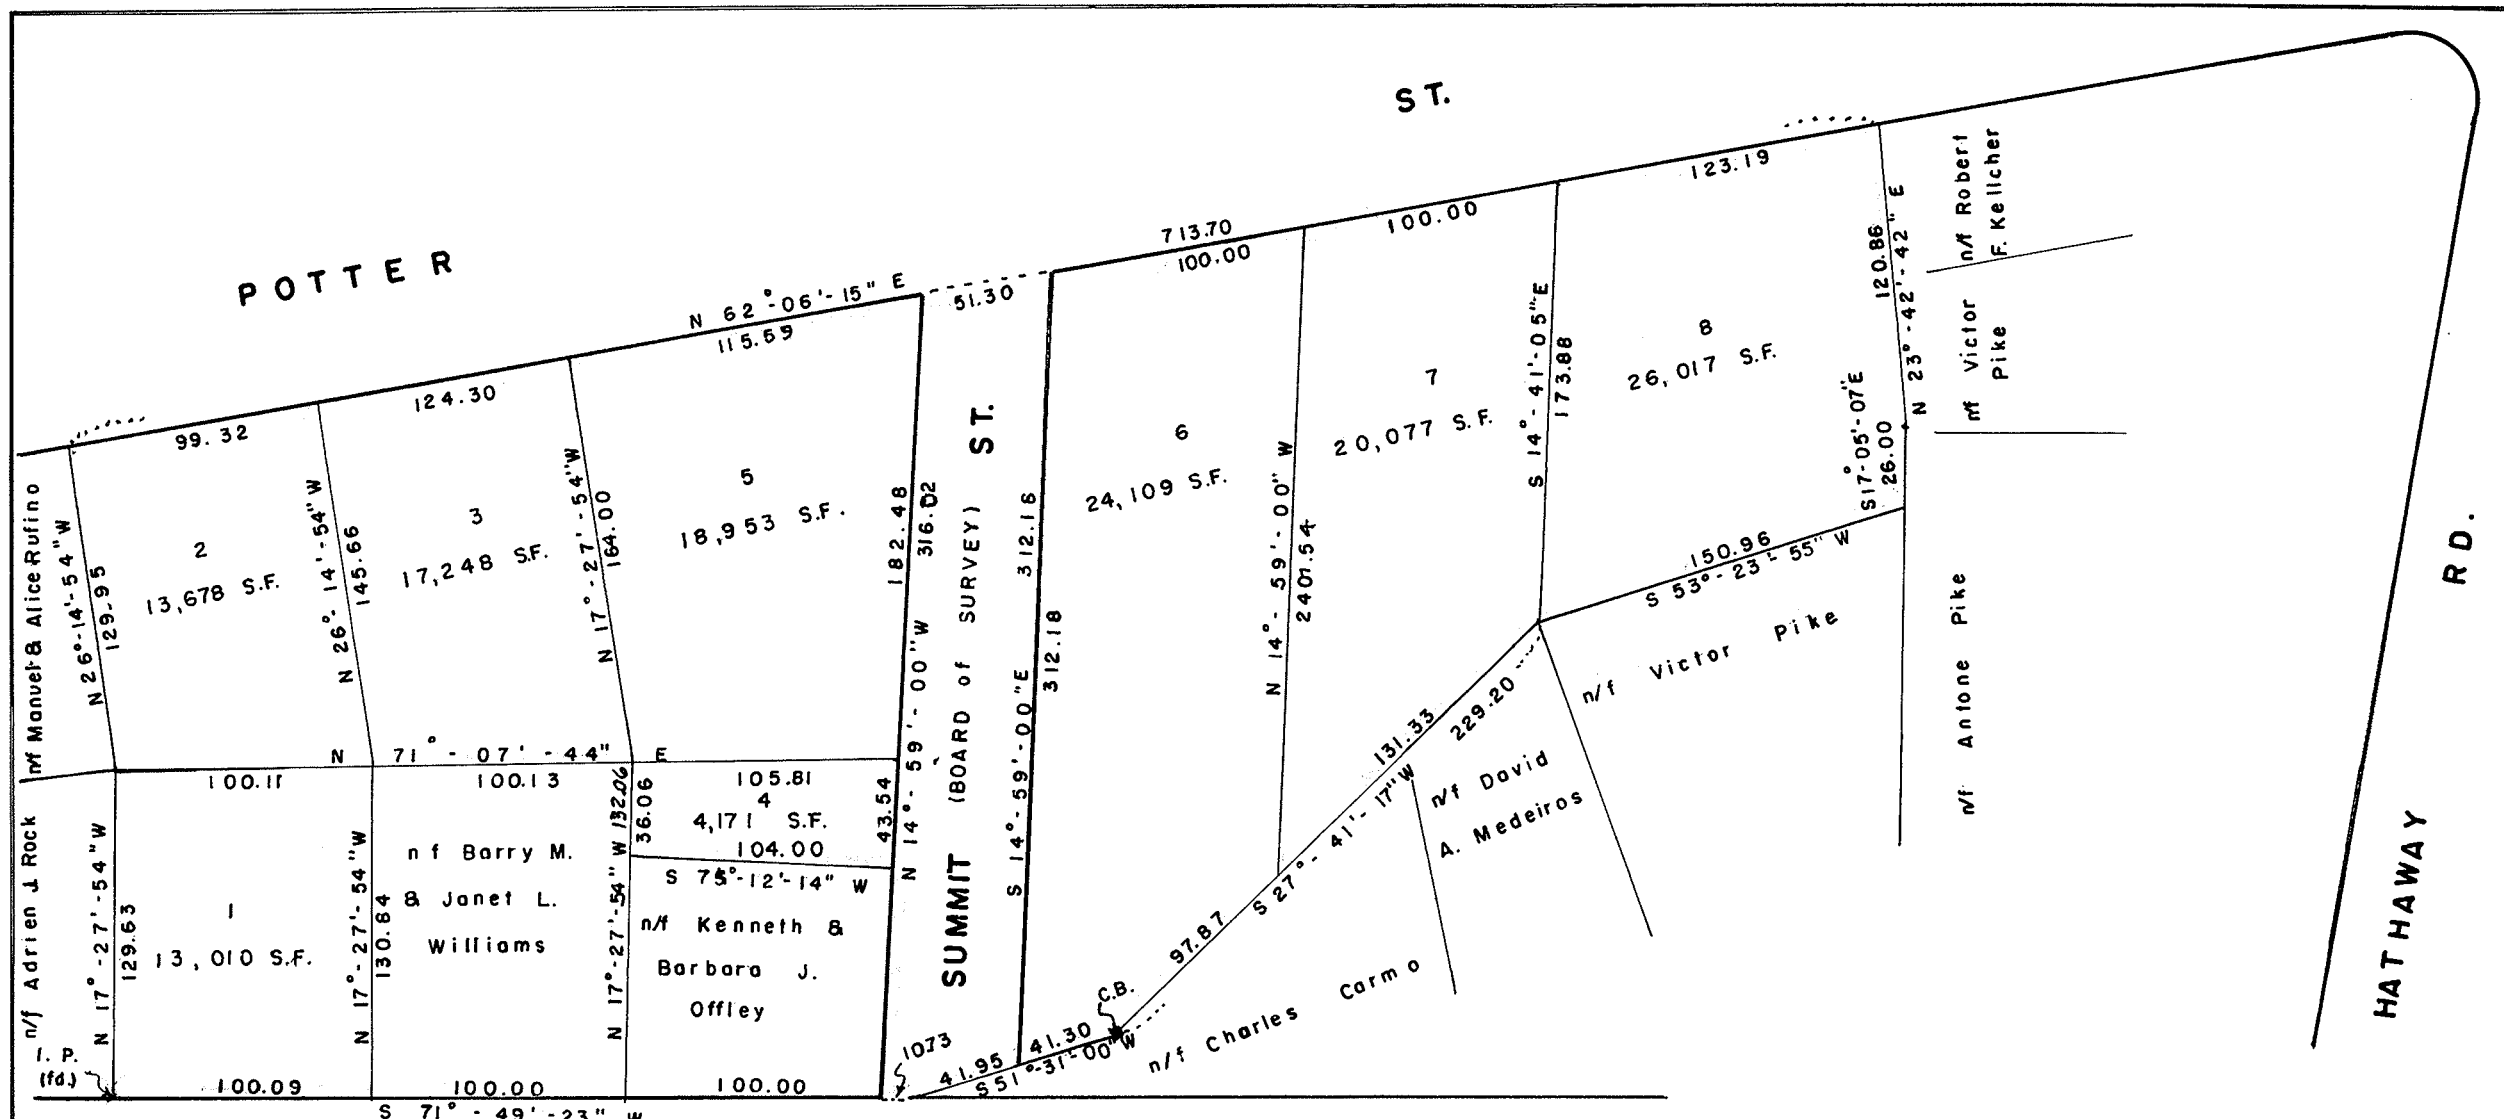 POTTER ST.
N 62°-06'-15" E
713.70
99.32
124.30
115.59
51.30
100.00
100.00
123.19
n/f Manuel & Alice Rufino
N 26°-14'-54" W
129.95
2
13,678 S.F.
N 26°-14'-54" W
145.66
3
17,248 S.F.
N 17°-27'-54" W
164.00
5
18,953 S.F.
182.48
316.02
N 14°-59'-00" W
43.54
SUMMIT ST.
(BOARD of SURVEY)
S 14°-59'-00" E
312.18
312.18
6
24,109 S.F.
N 14°-59'-00" W
2401.54
7
20,077 S.F.
S 14°-41'-05" E
173.88
8
26,017 S.F.
120.86
N 23°-42'-42" E
S17°-05'-07"E
26.00
150.96
S 53°-23'-55" W
n/f Robert
F. Kellcher
n/f Victor
Pike
n/f Antone Pike
n/f Victor Pike
131.33
229.20
S 27°-41'-17" W
97.87
n/f David
A. Medeiros
n/f Charles Carmo
C.B.
41.30
41.95
S 51°-31'-00" W
10.73
HATHAWAY RD.
N 71°-07'-44" E
100.11
100.13
105.81
4
4,171 S.F.
104.00
36.06
S 75°-12'-14" W
n/f Adrien J. Rock
N 17°-27'-54" W
129.63
1
13,010 S.F.
N 17°-27'-54" W
130.84
n f Barry M.
& Janet L.
Williams
N 17°-27'-54" W 132.06
n/f Kenneth &
Barbara J.
Offley
I. P.
(fd.)
100.09
100.00
100.00
S 71°-49'-23" W